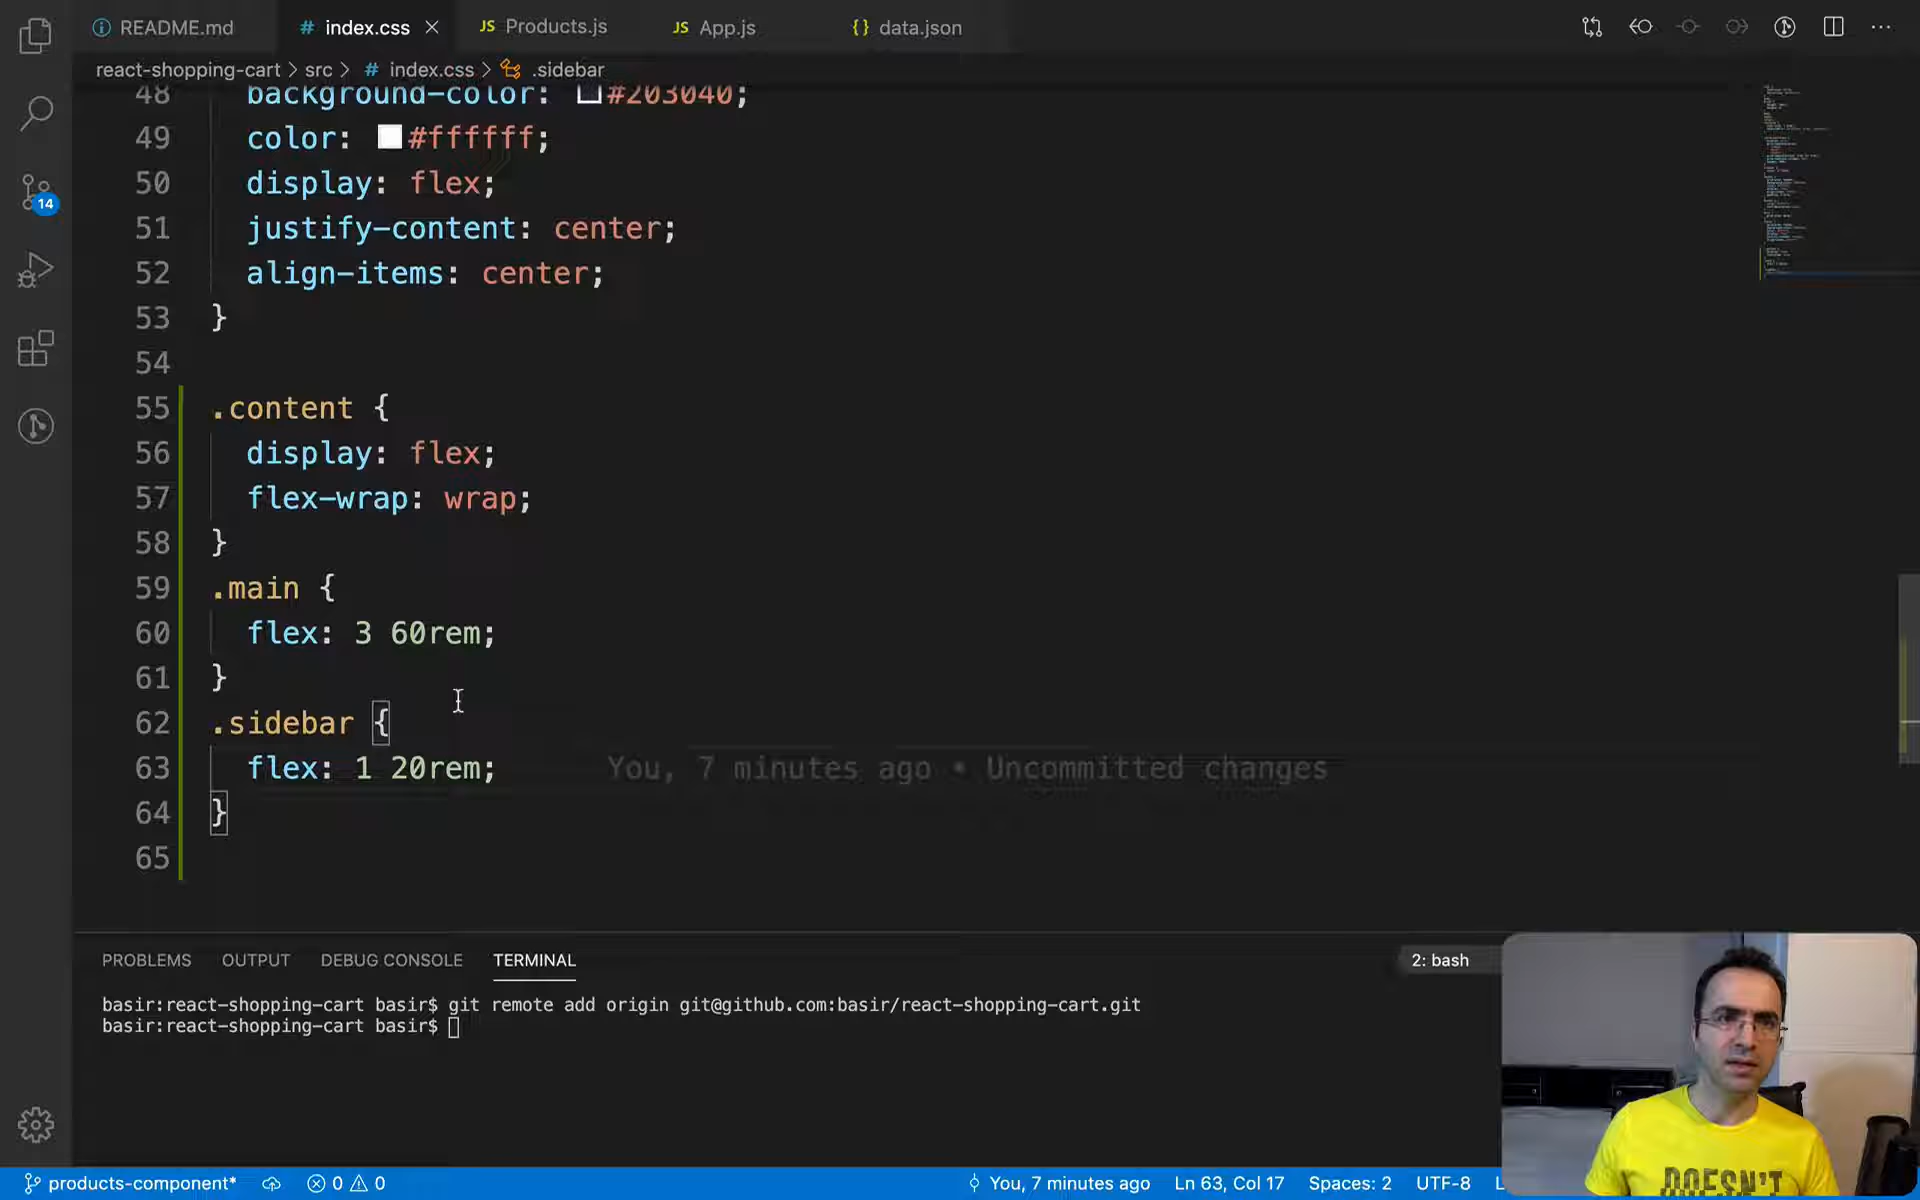 README.md
# index.css
JS Products.js
JS App.js
{} data.json
react-shopping-cart > src > # index.css > .sidebar
48 background-color: #203040;
49 color: #ffffff;
50 display: flex;
51 justify-content: center;
52 align-items: center;
53 }
54
55 .content {
56 display: flex;
57 flex-wrap: wrap;
58 }
59 .main {
60 flex: 3 60rem;
61 }
62 .sidebar {
63 flex: 1 20rem; You, 7 minutes ago • Uncommitted changes
64 }
65
14
PROBLEMS OUTPUT DEBUG CONSOLE TERMINAL 2: bash
basir:react-shopping-cart basir$ git remote add origin git@github.com:basir/react-shopping-cart.git
basir:react-shopping-cart basir$
DOESN'T
products-component* 0 0 You, 7 minutes ago Ln 63, Col 17 Spaces: 2 UTF-8 L